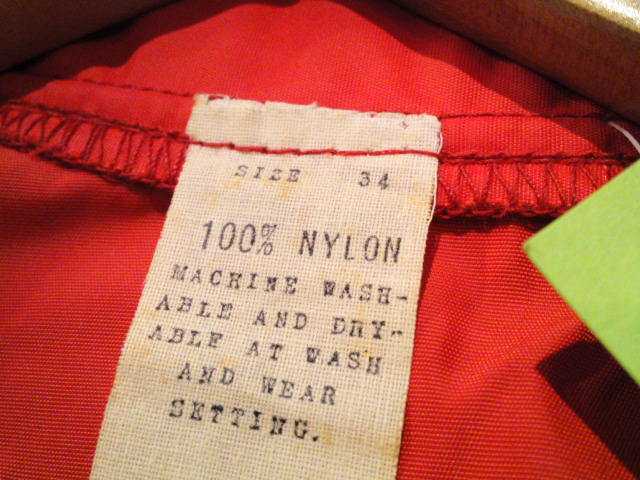 SIZE 34
100% NYLON
MACHINE WASH-
ABLE AND DRY-
ABLE AT WASH
AND WEAR
SETTING.